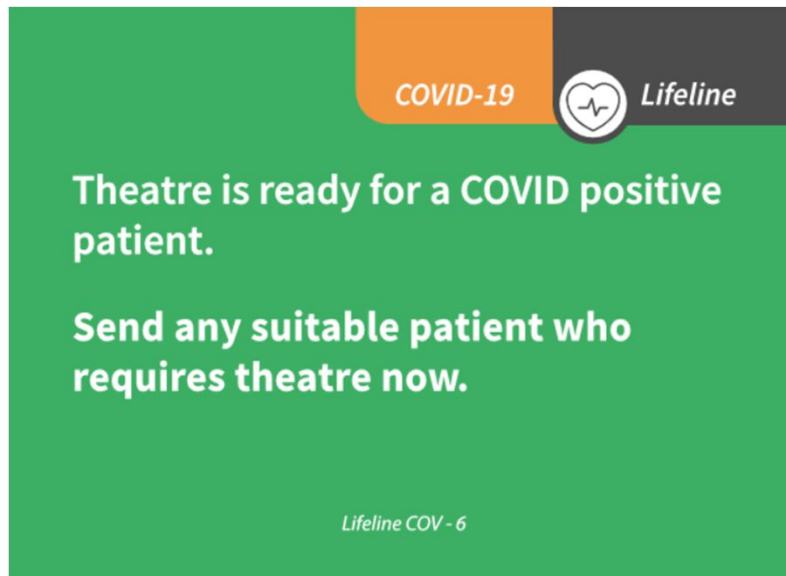 COVID-19
Lifeline
Theatre is ready for a COVID positive
patient.
Send any suitable patient who
requires theatre now.
Lifeline COV - 6